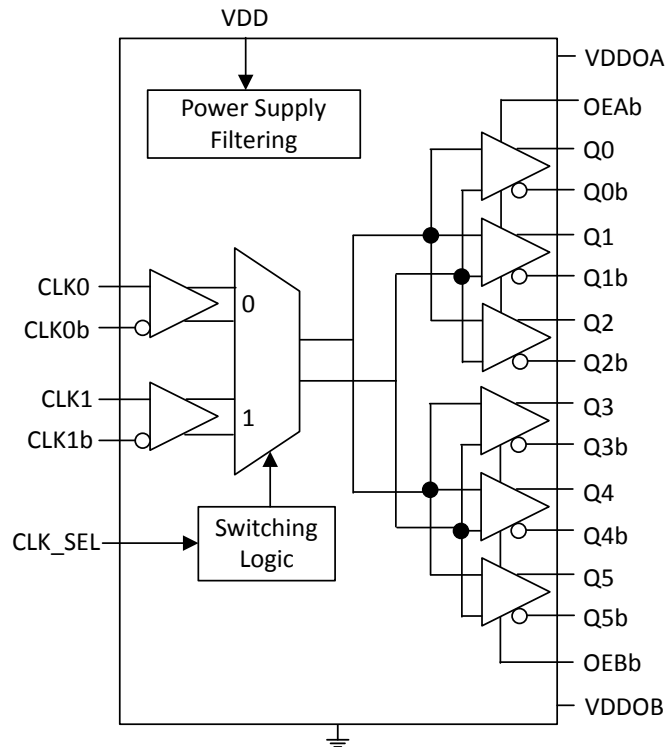 VDD
VDDOA
Power Supply
Filtering
OEAb
Q0
Q0b
Q1
Q1b
Q2
Q2b
CLK0
CLK0b
0
CLK1
CLK1b
1
Q3
Q3b
Q4
Q4b
Q5
Q5b
CLK_SEL
Switching
Logic
OEBb
VDDOB